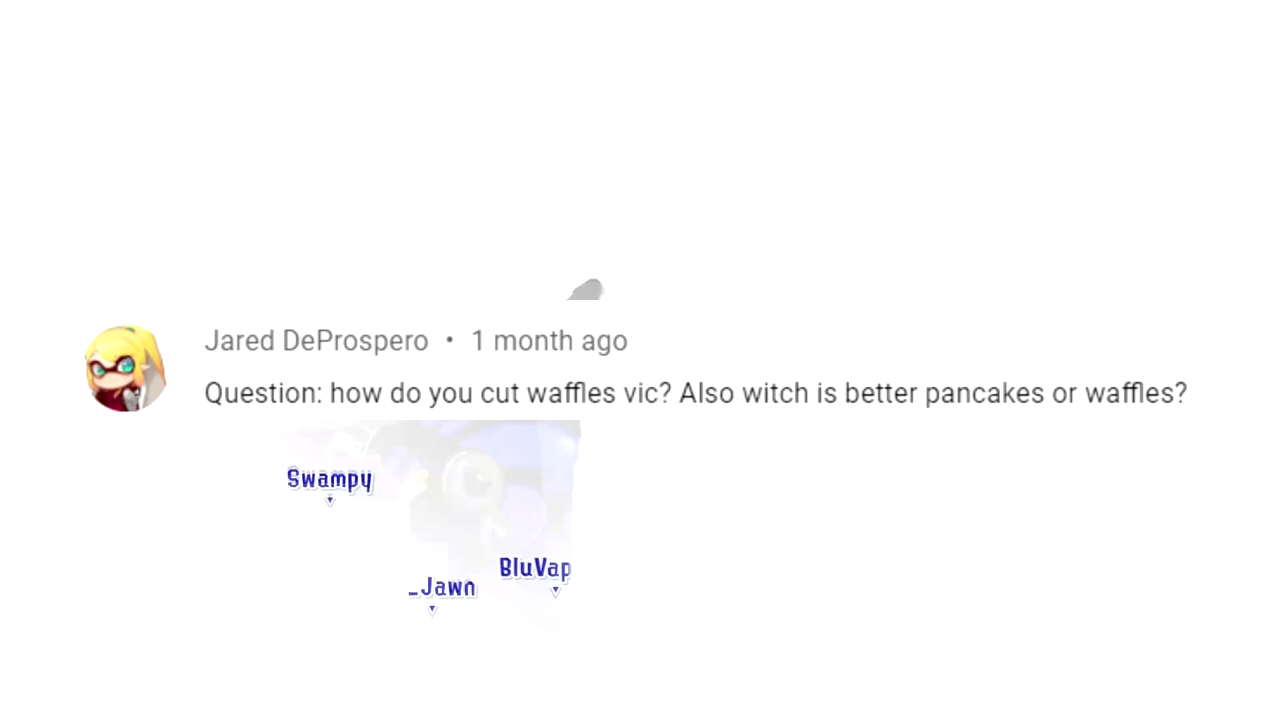 Jared DeProspero • 1 month ago
Question: how do you cut waffles vic? Also witch is better pancakes or waffles?
Swampy
BluVap
_Jawn